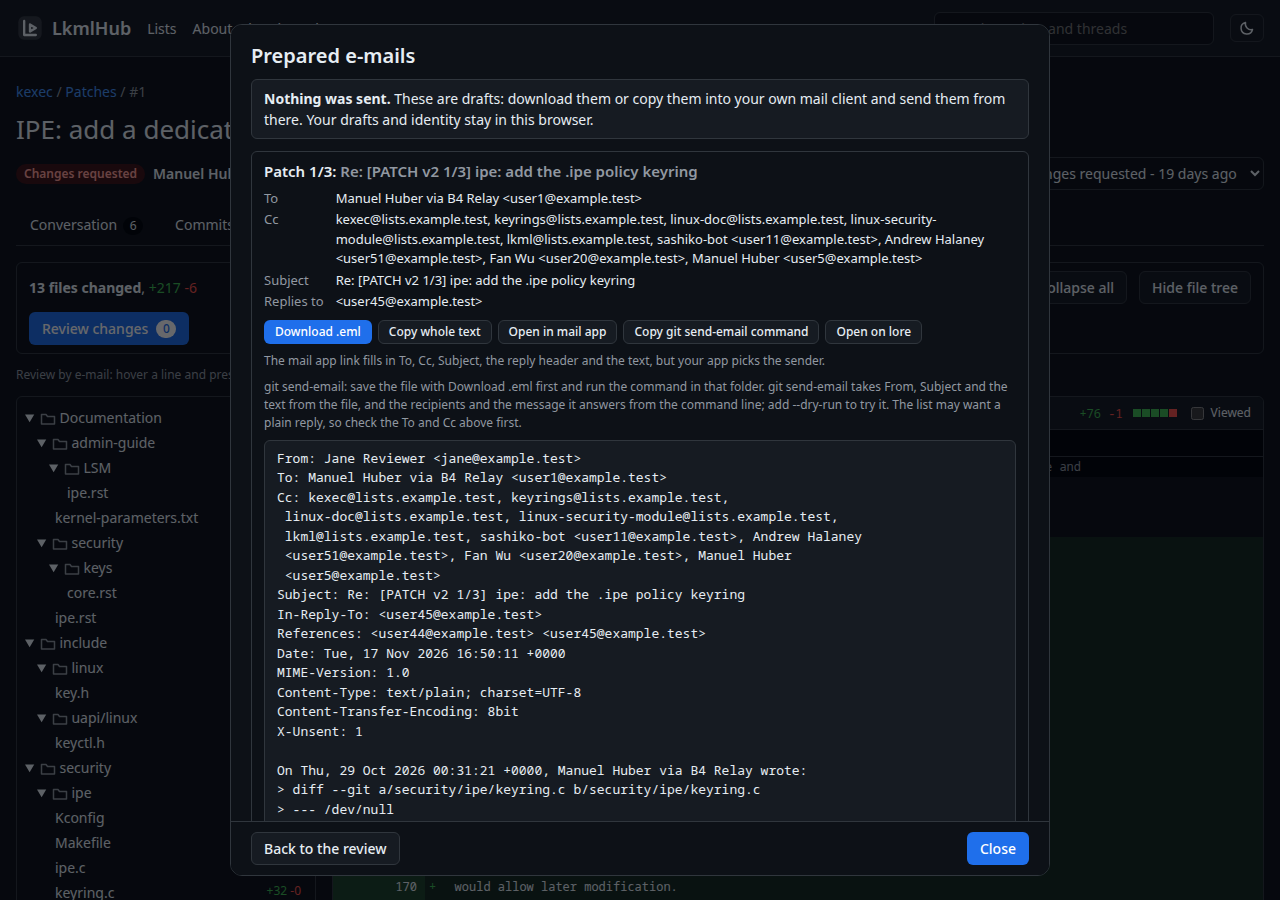 LkmlHub Lists About and threads
kexec / Patches / #1
IPE: add a dedicat
Changes requested Manuel Hu
ges requested - 19 days ago
Conversation 6 Commits
13 files changed, +217 -6
ollapse all Hide file tree
Review changes 0
Review by e-mail: hover a line and pre
Documentation
admin-guide
LSM
ipe.rst
kernel-parameters.txt
security
keys
core.rst
ipe.rst
include
linux
key.h
uapi/linux
keyctl.h
security
ipe
Kconfig
Makefile
ipe.c
keyring.c +32 -0
+76 -1 Viewed
and
170 + would allow later modification.
Prepared e-mails
Nothing was sent. These are drafts: download them or copy them into your own mail client and send them from
there. Your drafts and identity stay in this browser.
Patch 1/3: Re: [PATCH v2 1/3] ipe: add the .ipe policy keyring
To Manuel Huber via B4 Relay <user1@example.test>
Cc kexec@lists.example.test, keyrings@lists.example.test, linux-doc@lists.example.test, linux-security-
module@lists.example.test, lkml@lists.example.test, sashiko-bot <user11@example.test>, Andrew Halaney
<user51@example.test>, Fan Wu <user20@example.test>, Manuel Huber <user5@example.test>
Subject Re: [PATCH v2 1/3] ipe: add the .ipe policy keyring
Replies to <user45@example.test>
Download .eml Copy whole text Open in mail app Copy git send-email command Open on lore
The mail app link fills in To, Cc, Subject, the reply header and the text, but your app picks the sender.
git send-email: save the file with Download .eml first and run the command in that folder. git send-email takes From, Subject and the
text from the file, and the recipients and the message it answers from the command line; add --dry-run to try it. The list may want a
plain reply, so check the To and Cc above first.
From: Jane Reviewer <jane@example.test>
To: Manuel Huber via B4 Relay <user1@example.test>
Cc: kexec@lists.example.test, keyrings@lists.example.test,
linux-doc@lists.example.test, linux-security-module@lists.example.test,
lkml@lists.example.test, sashiko-bot <user11@example.test>, Andrew Halaney
<user51@example.test>, Fan Wu <user20@example.test>, Manuel Huber
<user5@example.test>
Subject: Re: [PATCH v2 1/3] ipe: add the .ipe policy keyring
In-Reply-To: <user45@example.test>
References: <user44@example.test> <user45@example.test>
Date: Tue, 17 Nov 2026 16:50:11 +0000
MIME-Version: 1.0
Content-Type: text/plain; charset=UTF-8
Content-Transfer-Encoding: 8bit
X-Unsent: 1
On Thu, 29 Oct 2026 00:31:21 +0000, Manuel Huber via B4 Relay wrote:
> diff --git a/security/ipe/keyring.c b/security/ipe/keyring.c
> --- /dev/null
Back to the review Close